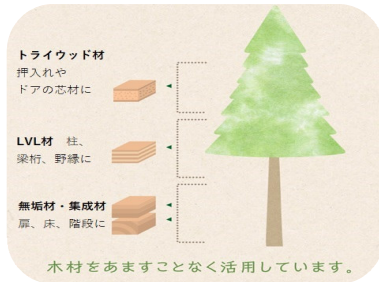 トライウッド材
押入れや
ドアの芯材に
LVL材　柱、
梁桁、野縁に
無垢材・集成材
扉、床、階段に
木材をあますことなく活用しています。